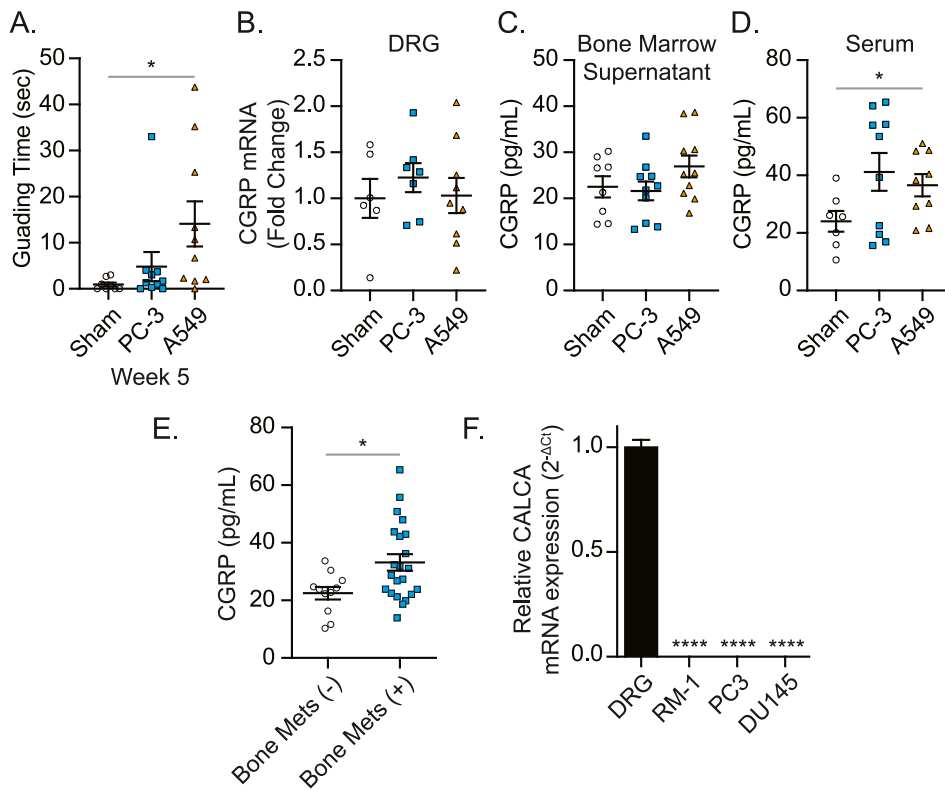 A.
Guading Time (sec)
50
40
30
20
10
0
*
Sham
PC-3
A549
Week 5
B.
DRG
CGRP mRNA
(Fold Change)
2.5
2.0
1.5
1.0
0.5
0.0
Sham
PC-3
A549
C.
Bone Marrow
Supernatant
CGRP (pg/mL)
50
40
30
20
10
0
Sham
PC-3
A549
D.
Serum
CGRP (pg/mL)
80
60
40
20
0
*
Sham
PC-3
A549
E.
CGRP (pg/mL)
80
60
40
20
0
*
Bone Mets (-)
Bone Mets (+)
F.
Relative CALCA
mRNA expression (2-ΔCt)
1.0
0.5
0.0
**** **** ****
DRG
RM-1
PC3
DU145